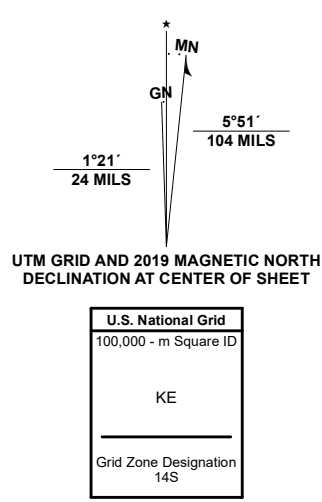 ★
MN
GN
5°51´
104 MILS
1°21´
24 MILS
UTM GRID AND 2019 MAGNETIC NORTH
DECLINATION AT CENTER OF SHEET
U.S. National Grid
100,000 - m Square ID
KE
Grid Zone Designation
14S